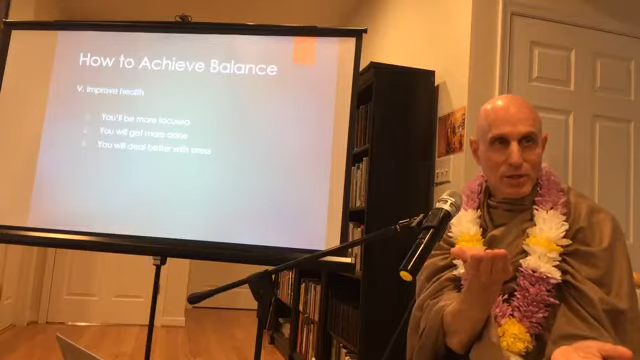 How to Achieve Balance
V. Improve health
You'll be more focused
You will get more done
You will deal better with stress